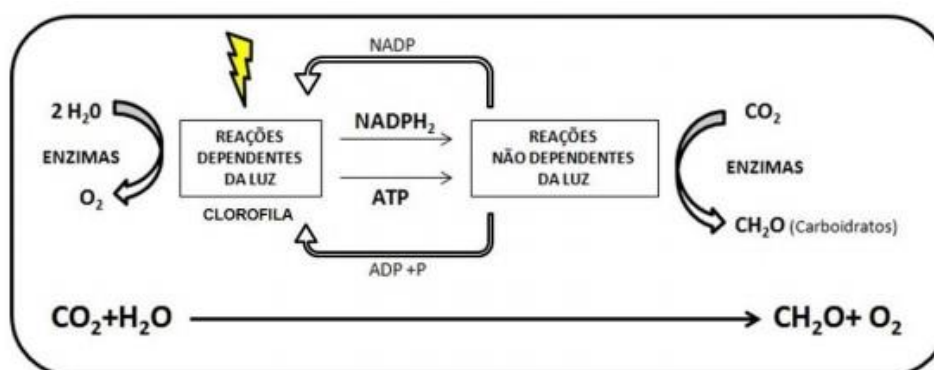 NADP
2 H₂0
ENZIMAS
O₂
REAÇÕES
DEPENDENTES
DA LUZ
CLOROFILA
NADPH₂
ATP
REAÇÕES
NÃO DEPENDENTES
DA LUZ
CO₂
ENZIMAS
CH₂O (Carboidratos)
ADP +P
CO₂+H₂O
CH₂O+ O₂